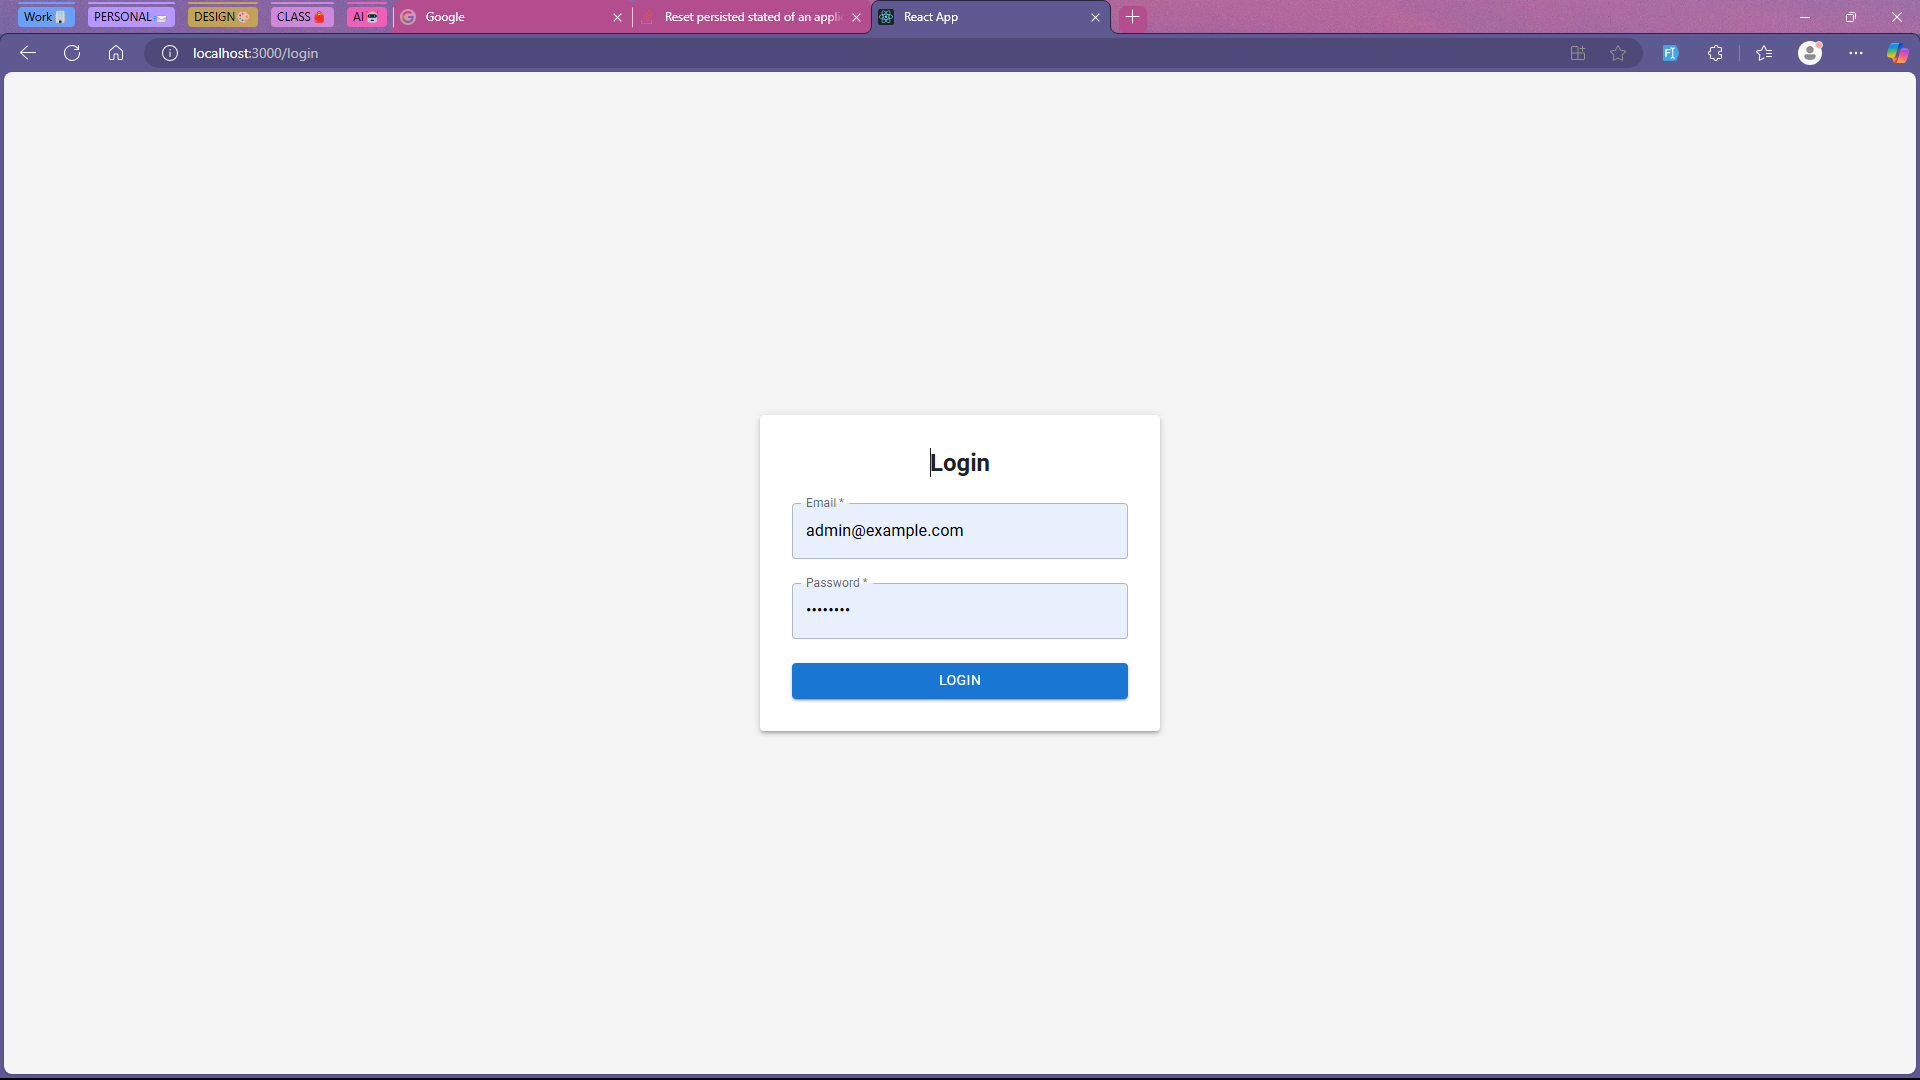 Work
PERSONAL
DESIGN
CLASS
AI
Google
Reset persisted stated of an appli
React App
localhost:3000/login
Login
Email *
admin@example.com
Password *
••••••••
LOGIN